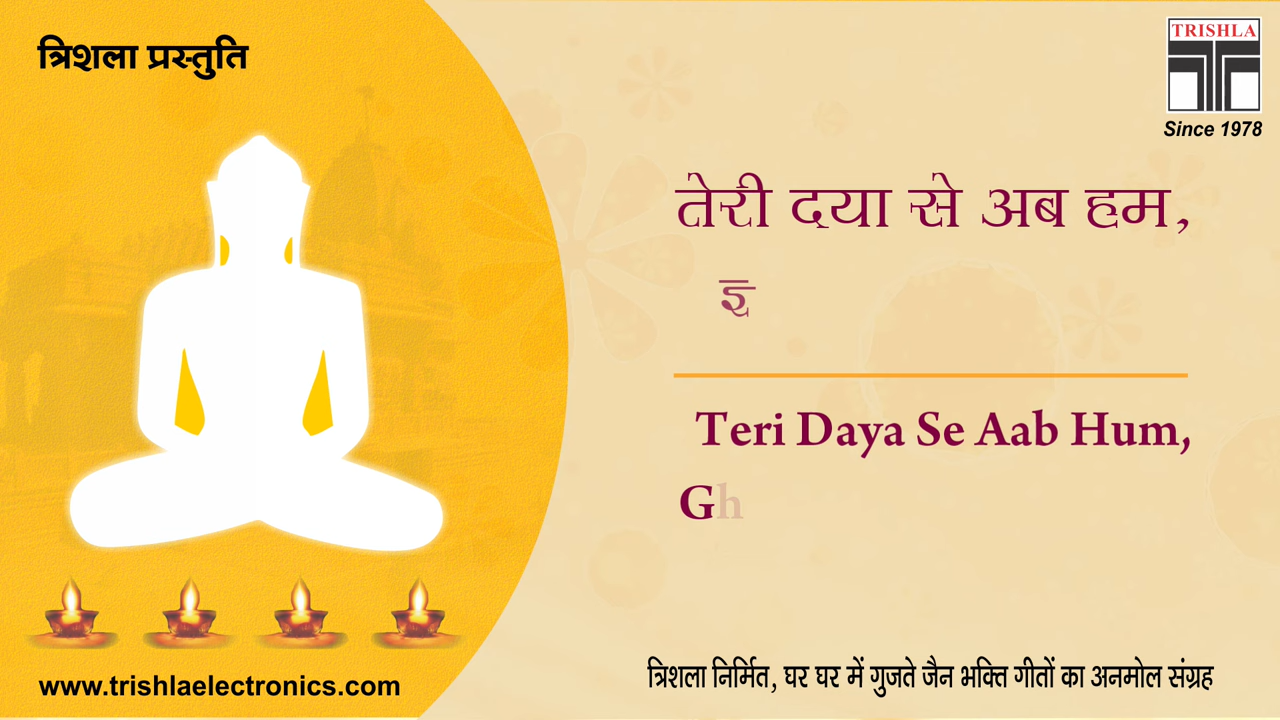 त्रिशला प्रस्तुति
TRISHLA
Since 1978
तेरी दया से अब हम,
Teri Daya Se Aab Hum,
Gh
www.trishlaelectronics.com
त्रिशला निर्मित, घर घर में गुजते जैन भक्ति गीतों का अनमोल संग्रह